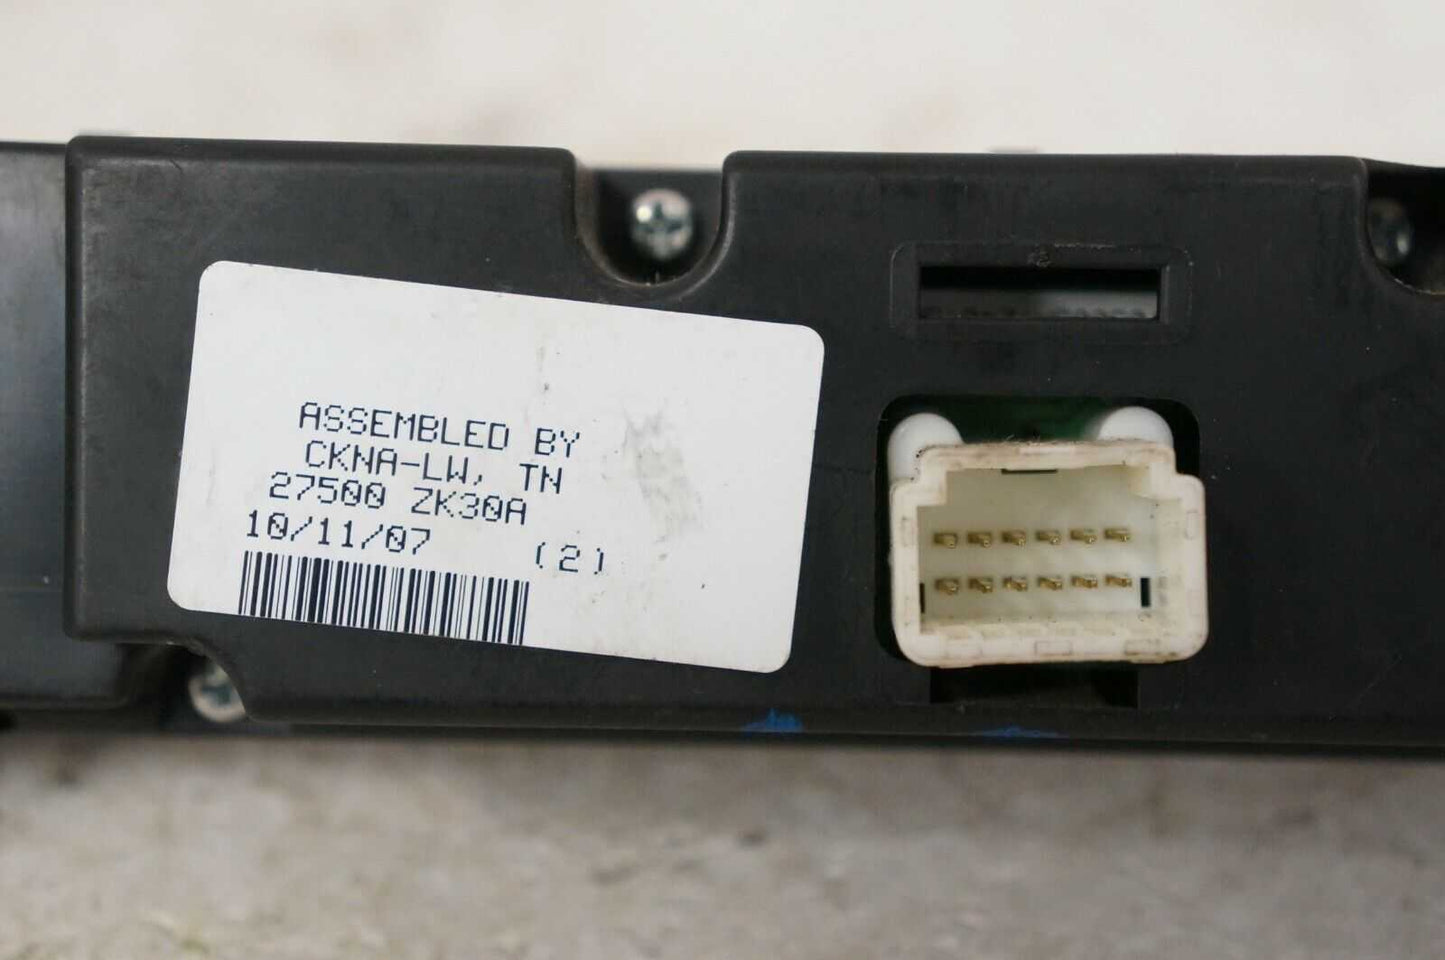 ASSEMBLED BY
CKNA-LW, TN
27500 ZK30A
10/11/07 (2)